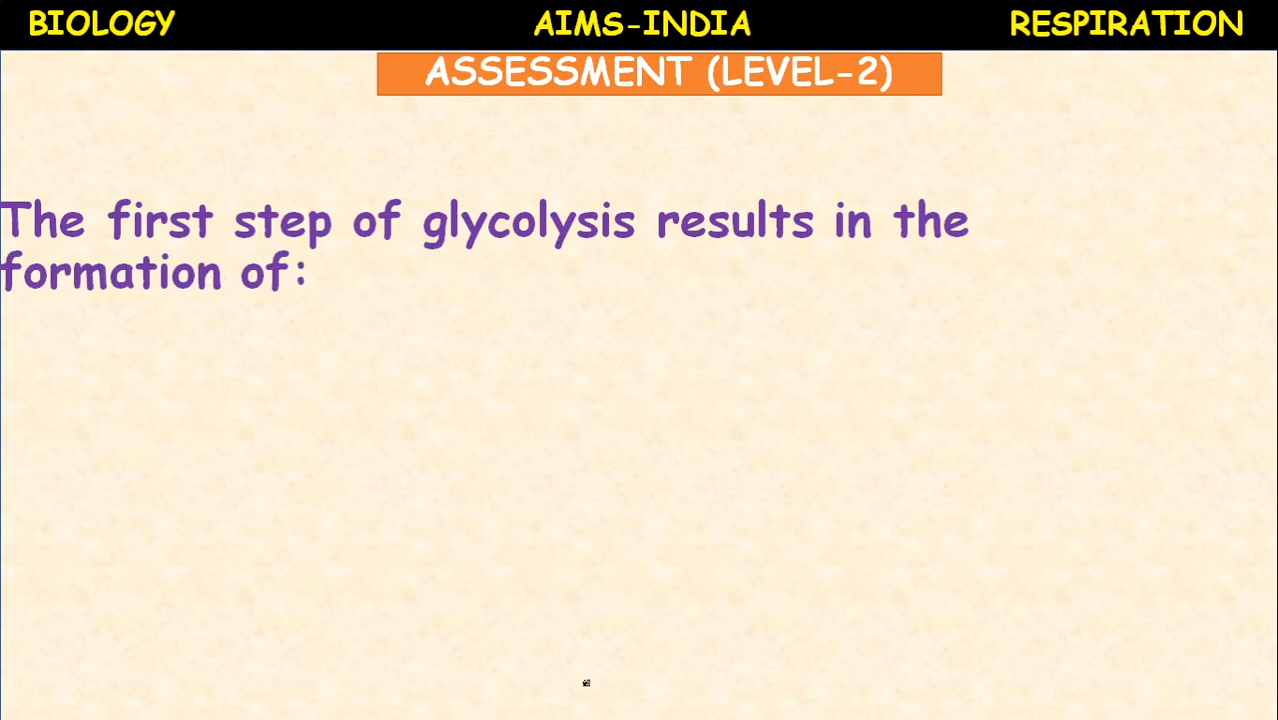 BIOLOGY AIMS-INDIA RESPIRATION
ASSESSMENT (LEVEL-2)
The first step of glycolysis results in the
formation of: